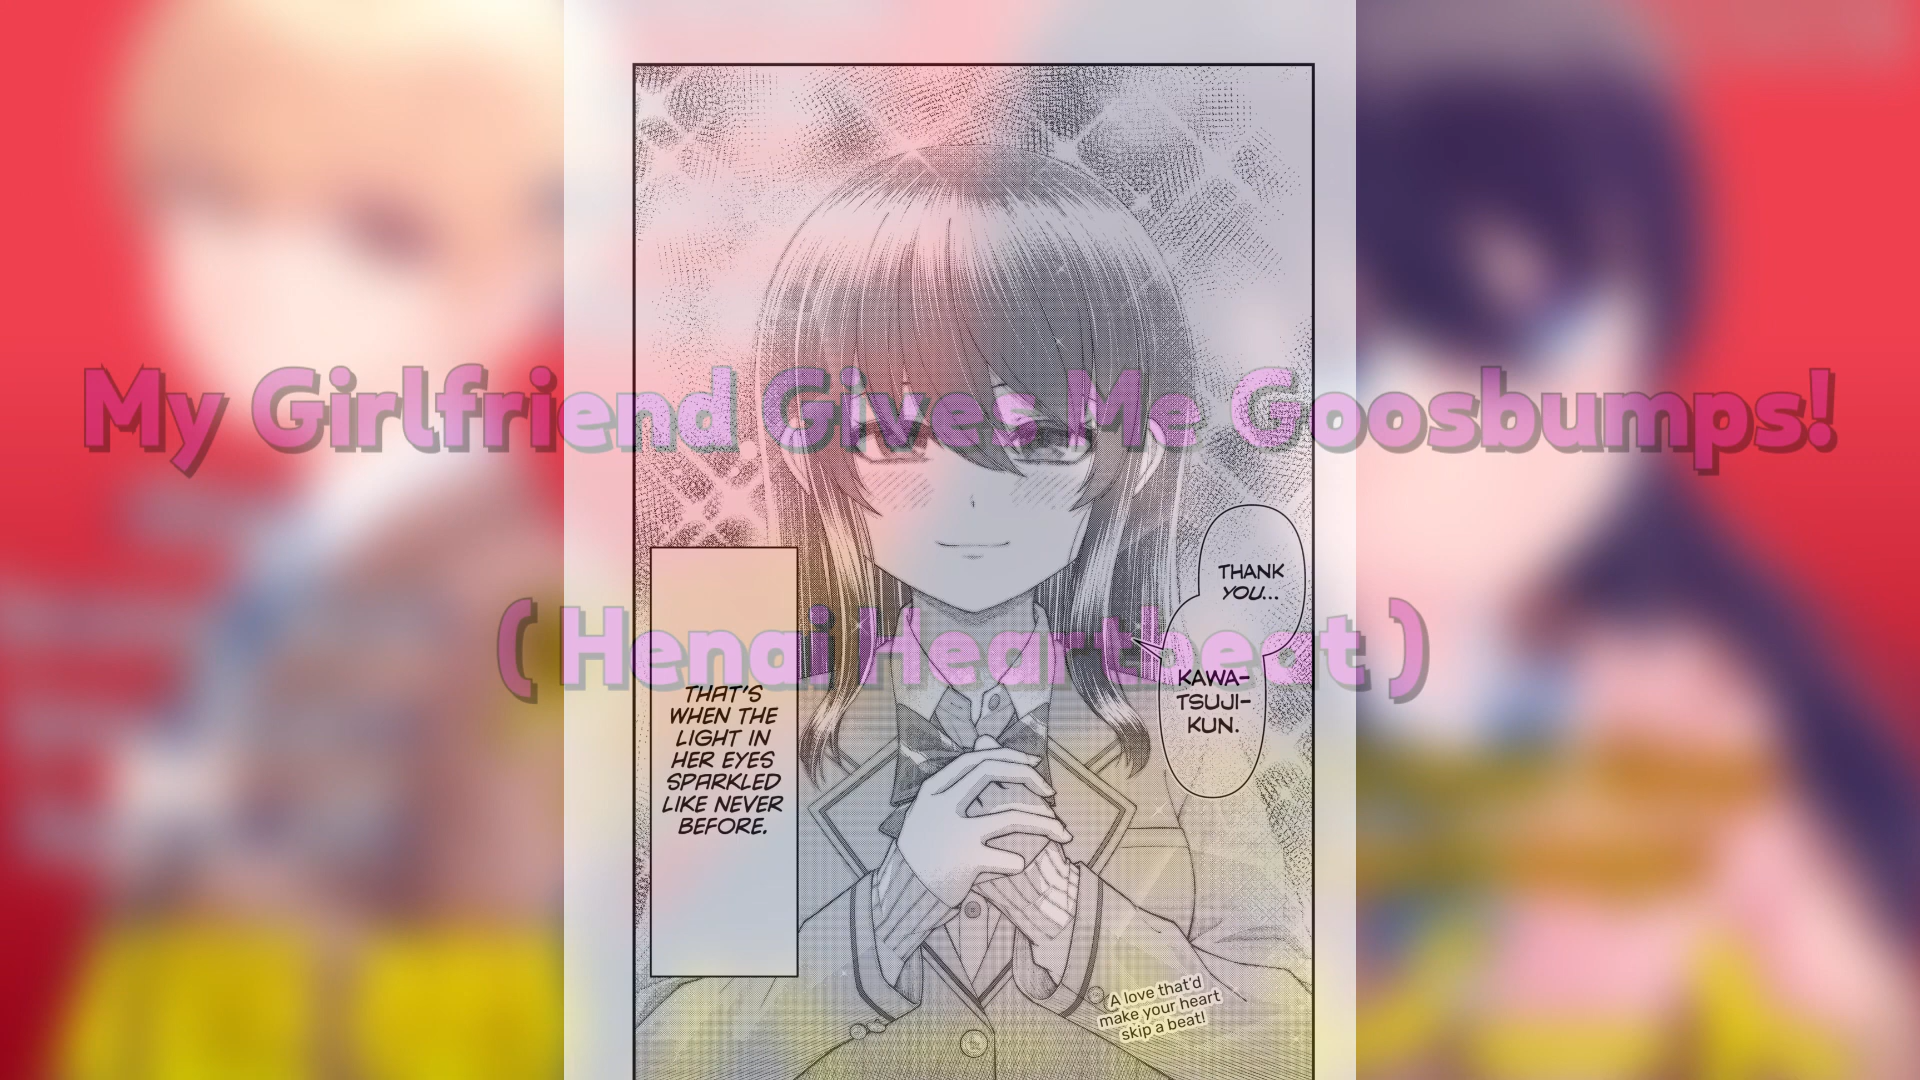 My Girlfriend Gives Me Goosbumps!
( Henai Heartbeat )
THANK
YOU...
KAWA-
TSUJI-
KUN.
THAT'S
WHEN THE
LIGHT IN
HER EYES
SPARKLED
LIKE NEVER
BEFORE.
A love that'd
make your heart
skip a beat!